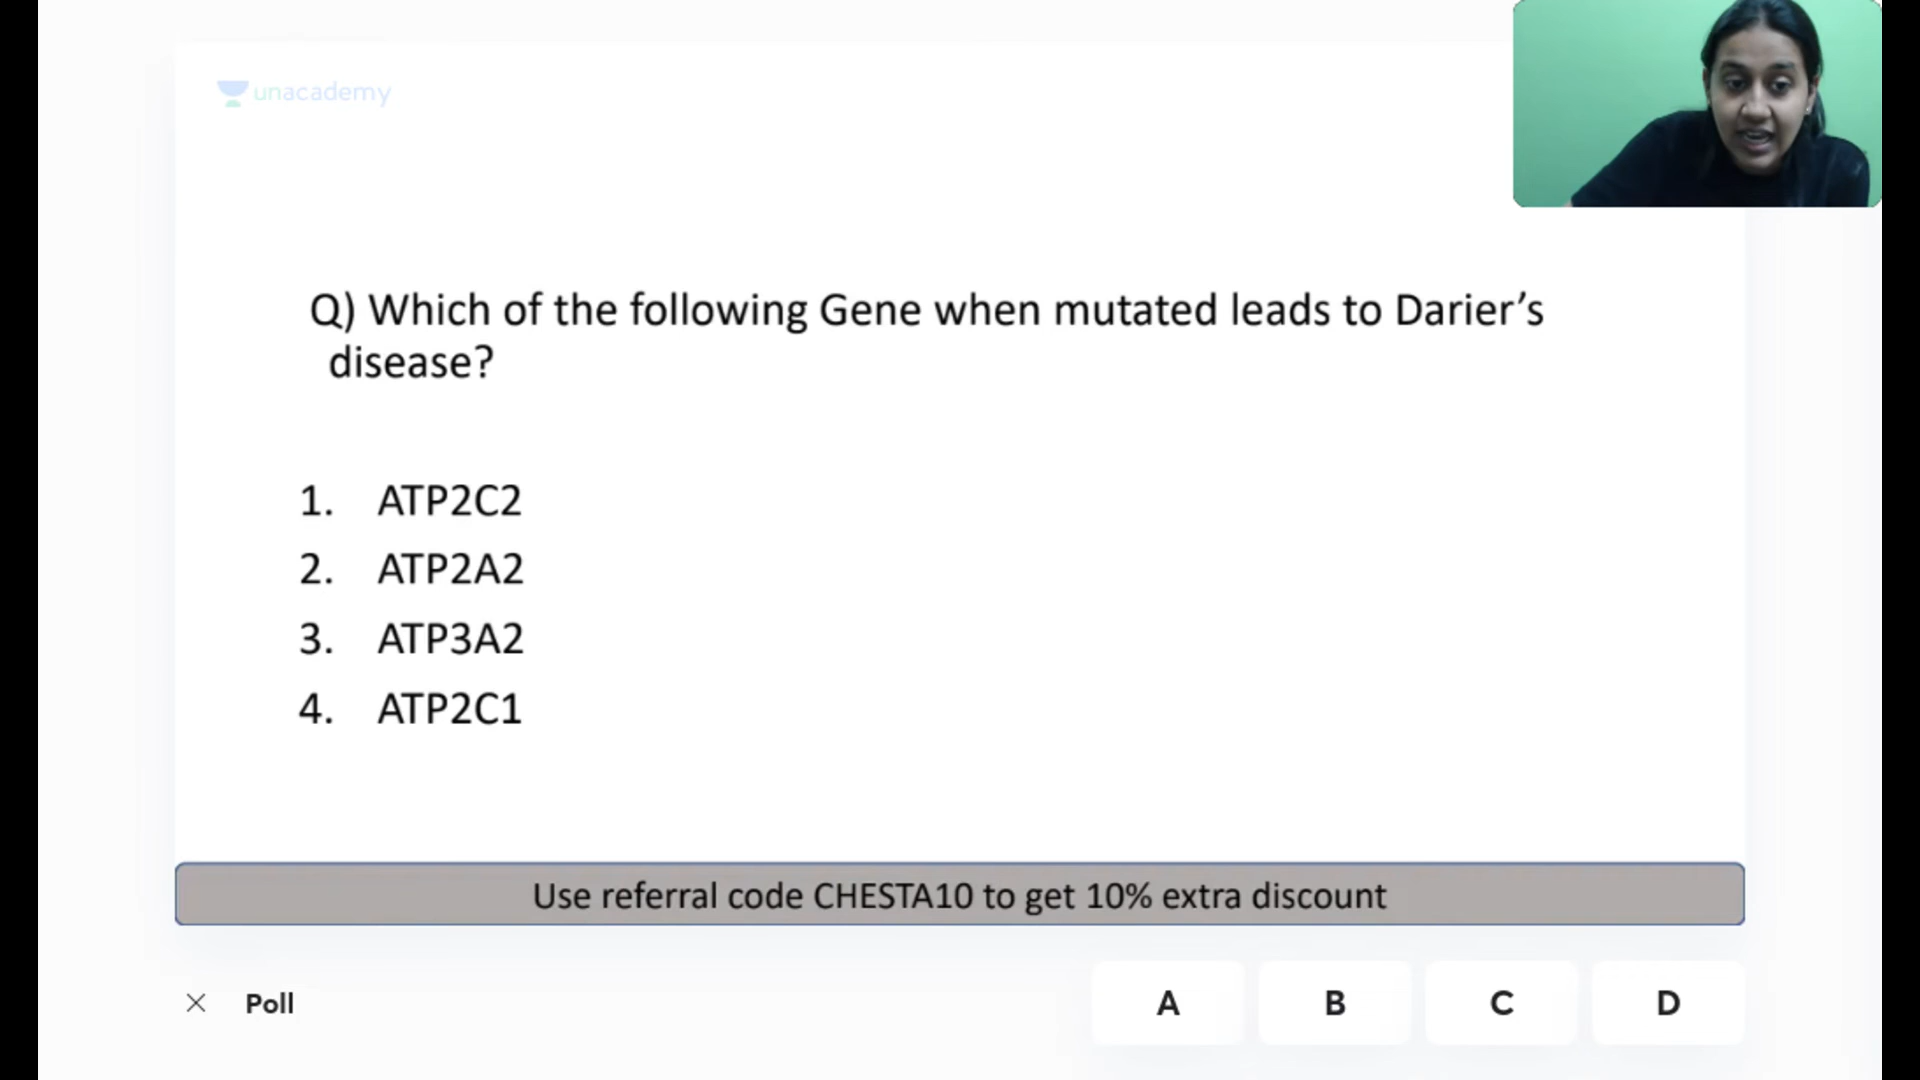 unacademy
Q) Which of the following Gene when mutated leads to Darier’s
disease?
1. ATP2C2
2. ATP2A2
3. ATP3A2
4. ATP2C1
Use referral code CHESTA10 to get 10% extra discount
Poll
A B C D